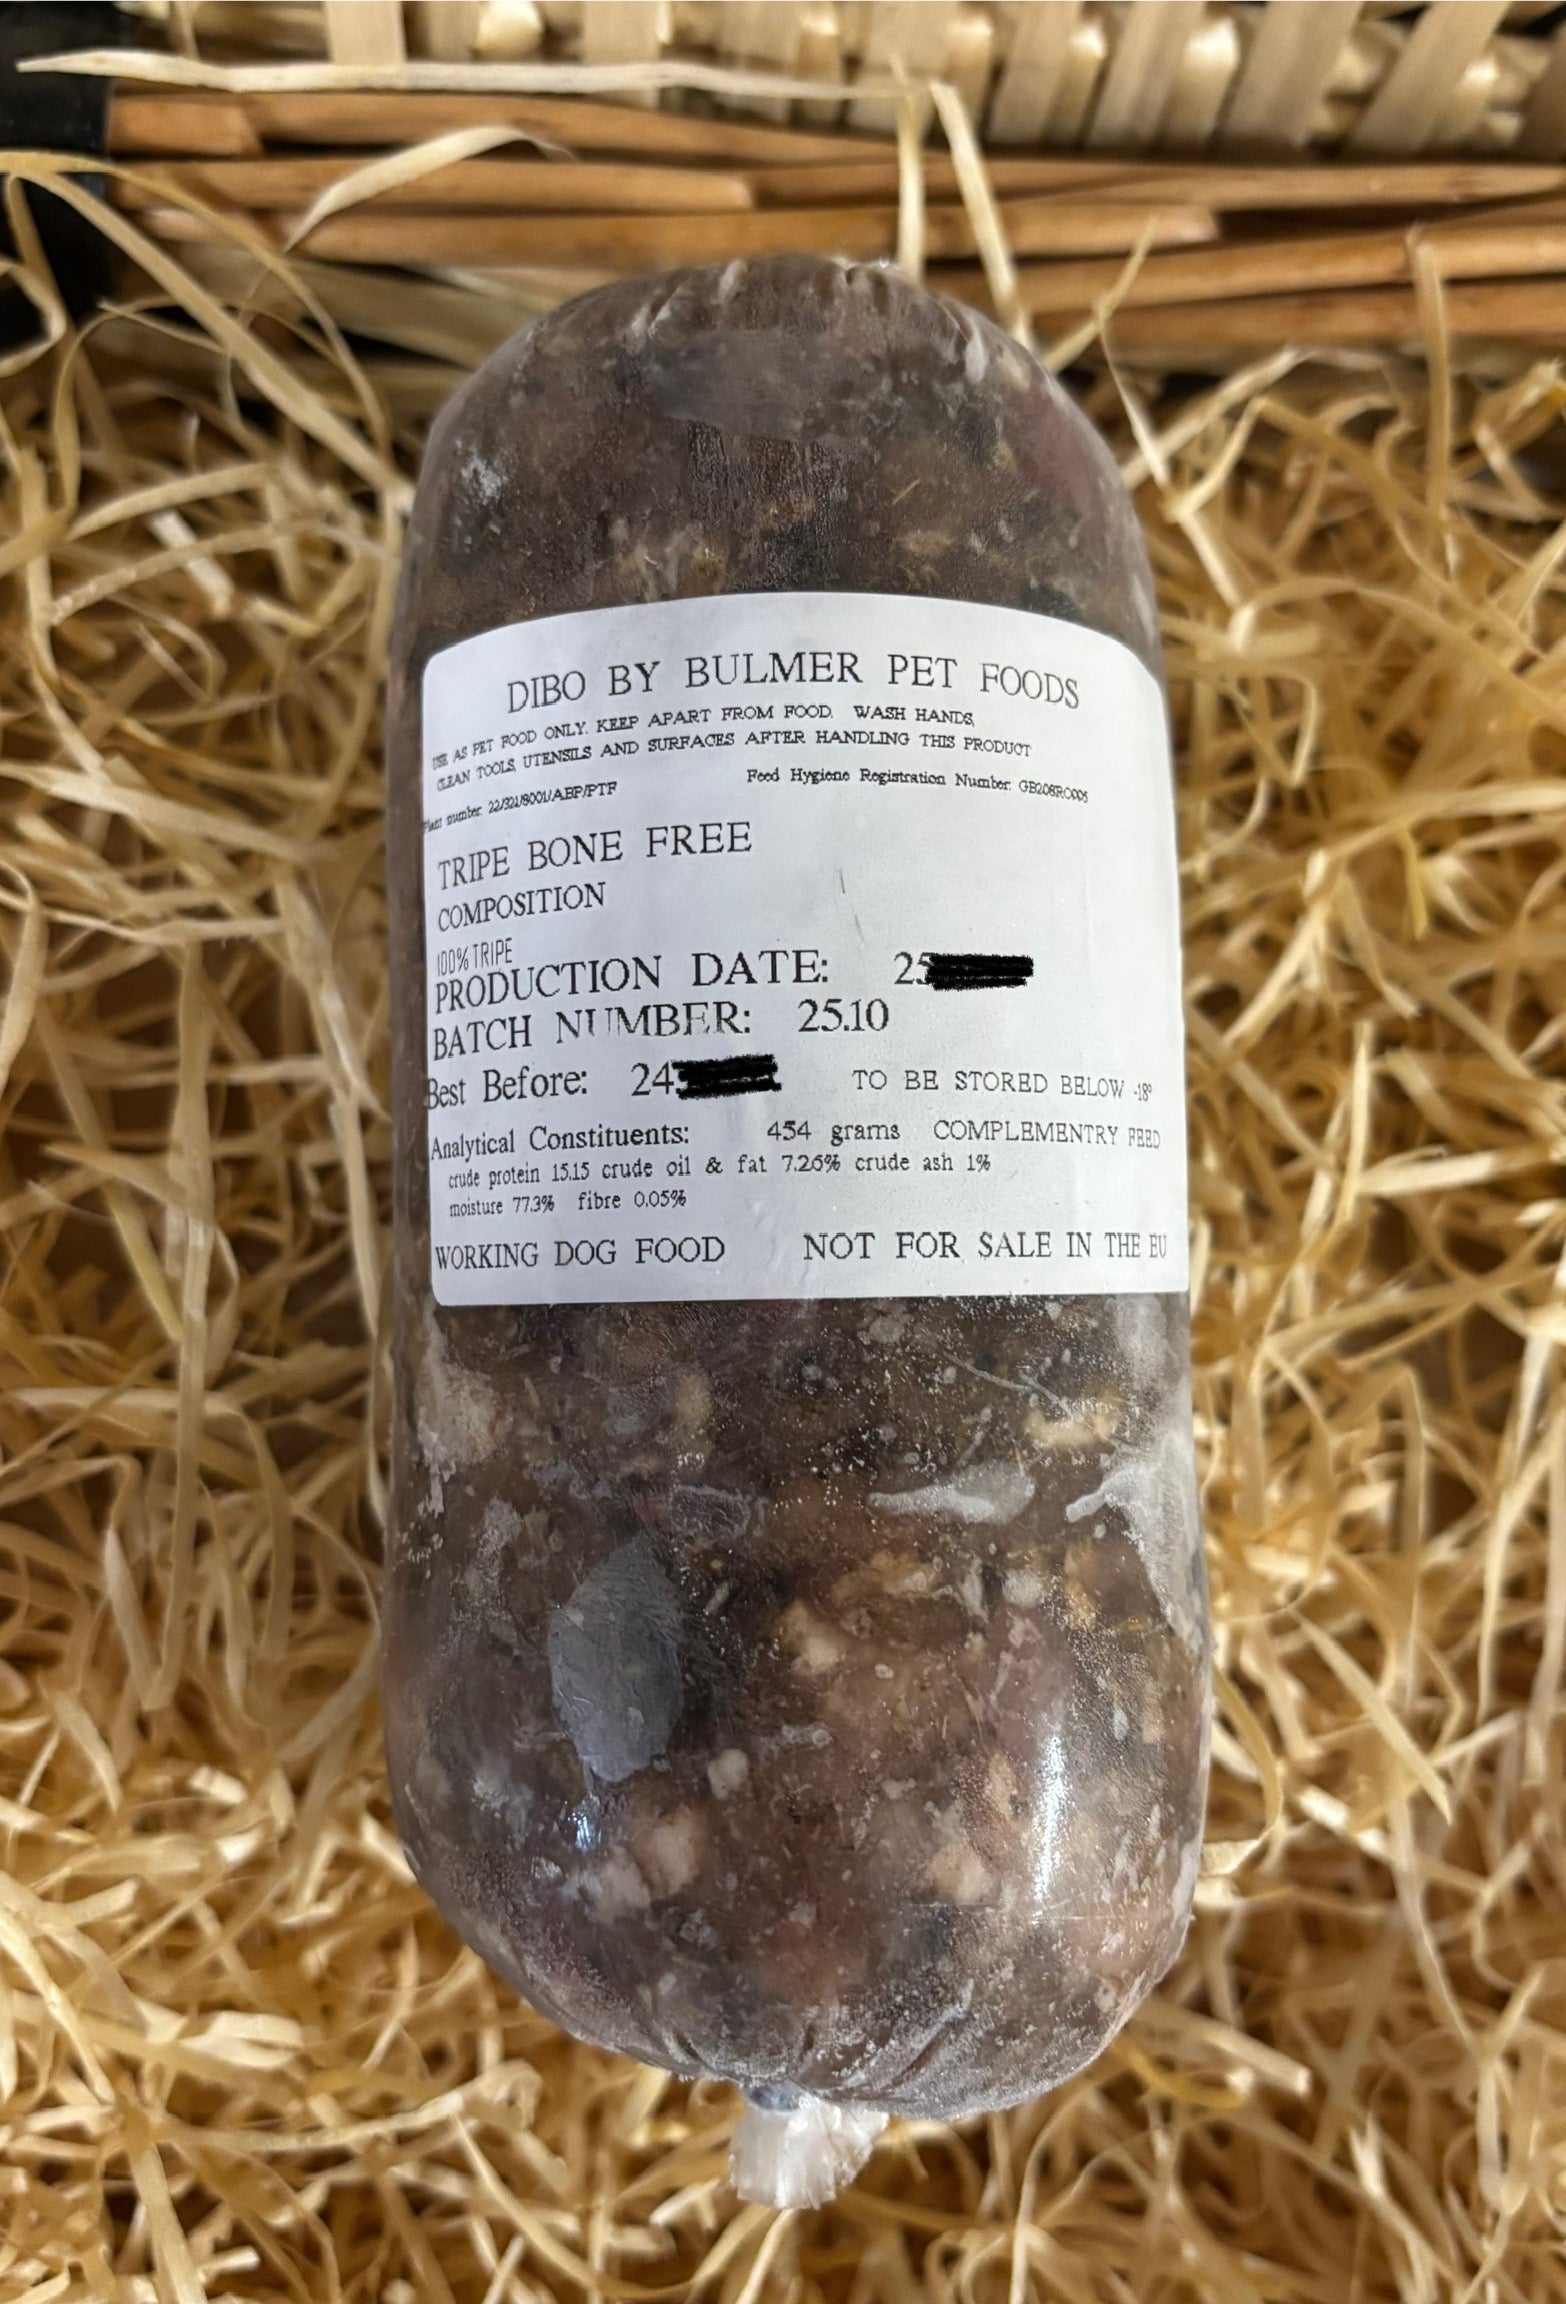 DIBO BY BULMER PET FOODS
USE AS PET FOOD ONLY. KEEP APART FROM FOOD. WASH HANDS,
CLEAN TOOLS, UTENSILS AND SURFACES AFTER HANDLING THIS PRODUCT
Plant number: 22/321/8001/ABP/PTF Feed Hygiene Registration Number: GB208R0005
TRIPE BONE FREE
COMPOSITION
100% TRIPE
PRODUCTION DATE: 25
BATCH NUMBER: 25.10
Best Before: 24. TO BE STORED BELOW -18°
Analytical Constituents: 454 grams COMPLEMENTRY FEED
crude protein 15.15 crude oil & fat 7.26% crude ash 1%
moisture 77.3% fibre 0.05%
WORKING DOG FOOD NOT FOR SALE IN THE EU